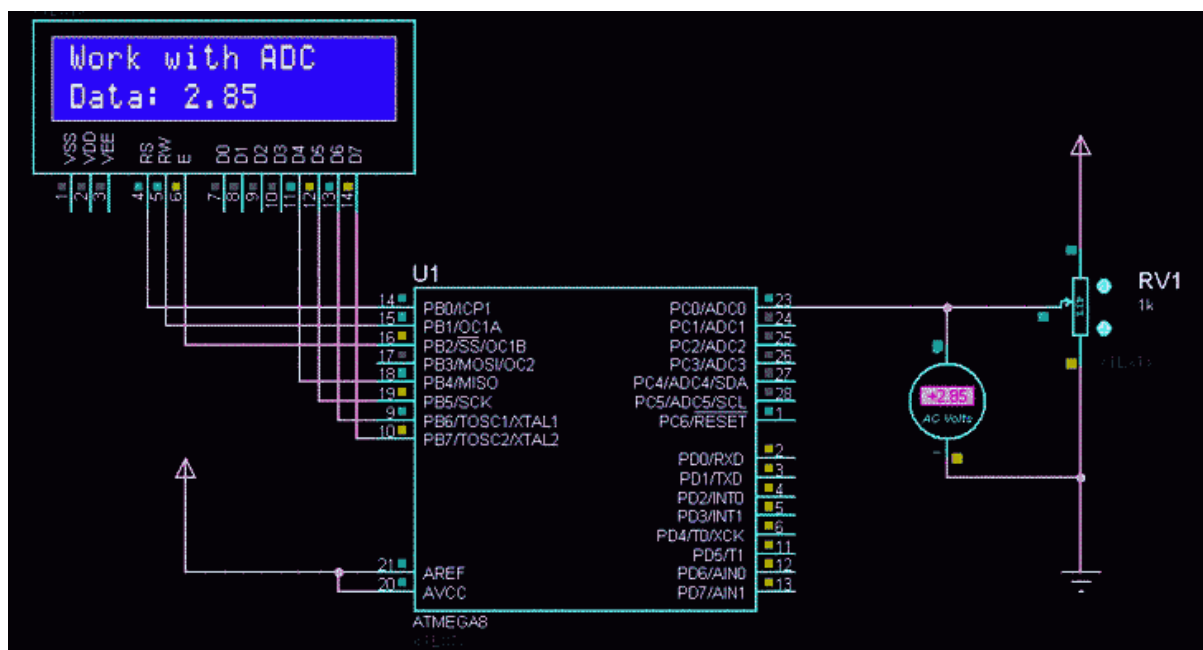 Work with ADC
Data: 2.85
VSS
VDD
VEE
RS
RW
E
D0
D1
D2
D3
D4
D5
D6
D7
1
2
3
4
5
6
7
8
9
10
11
12
13
14
U1
14 PB0/ICP1
15 PB1/OC1A
16 PB2/SS/OC1B
17 PB3/MOSI/OC2
18 PB4/MISO
19 PB5/SCK
9 PB6/TOSC1/XTAL1
10 PB7/TOSC2/XTAL2
21 AREF
20 AVCC
PC0/ADC0 23
PC1/ADC1 24
PC2/ADC2 25
PC3/ADC3 26
PC4/ADC4/SDA 27
PC5/ADC5/SCL 28
PC6/RESET 1
PD0/RXD 2
PD1/TXD 3
PD2/INT0 4
PD3/INT1 5
PD4/T0/XCK 6
PD5/T1 11
PD6/AIN0 12
PD7/AIN1 13
ATMEGA8
+2.85
AC Volts
RV1
1k